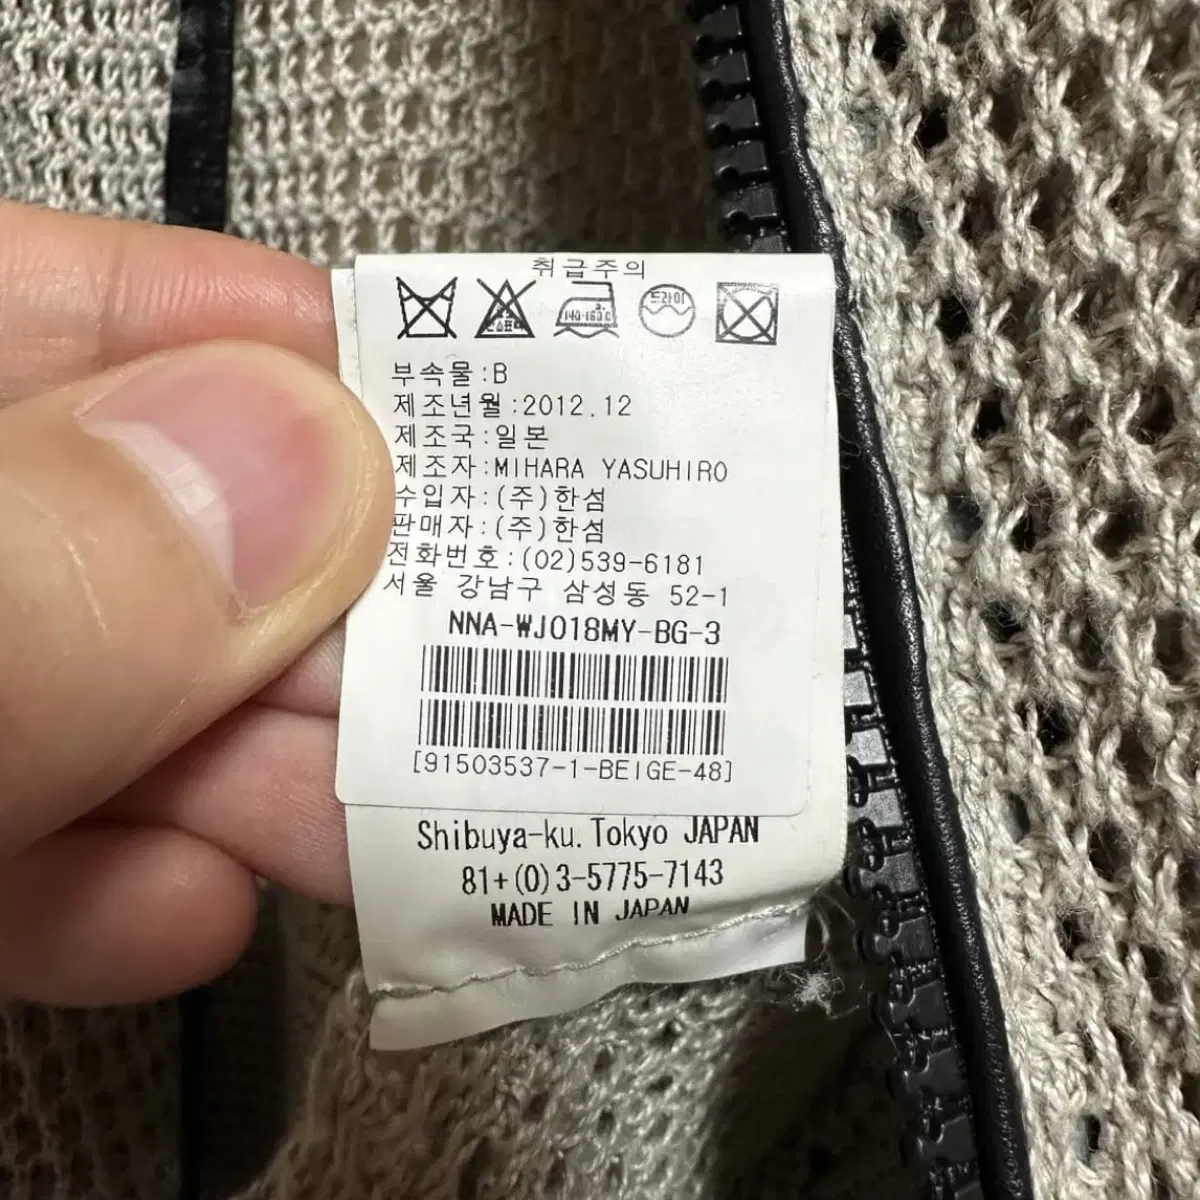 취급주의
140-160℃ 드라이
부속물:B
제조년월:2012.12
제조국:일본
제조자:MIHARA YASUHIRO
수입자:(주)한섬
판매자:(주)한섬
전화번호:(02)539-6181
서울 강남구 삼성동 52-1
NNA-WJ018MY-BG-3
[91503537-1-BEIGE-48]
Shibuya-ku. Tokyo JAPAN
81+(0)3-5775-7143
MADE IN JAPAN